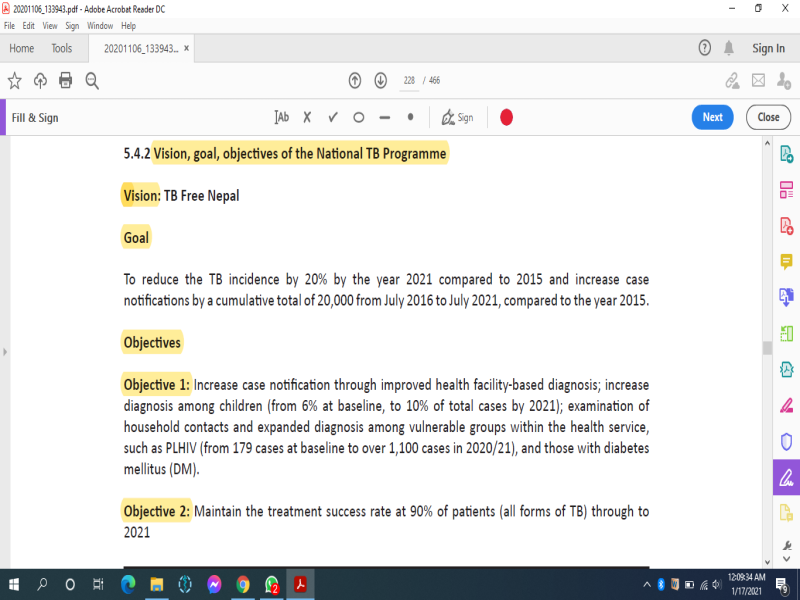 20201106_133943.pdf - Adobe Acrobat Reader DC
File Edit View Sign Window Help
Home Tools 20201106_133943... x Sign In
228 / 466
Fill & Sign Ab Sign Next Close
5.4.2 Vision, goal, objectives of the National TB Programme
Vision: TB Free Nepal
Goal
To reduce the TB incidence by 20% by the year 2021 compared to 2015 and increase case
notifications by a cumulative total of 20,000 from July 2016 to July 2021, compared to the year 2015.
Objectives
Objective 1: Increase case notification through improved health facility-based diagnosis; increase
diagnosis among children (from 6% at baseline, to 10% of total cases by 2021); examination of
household contacts and expanded diagnosis among vulnerable groups within the health service,
such as PLHIV (from 179 cases at baseline to over 1,100 cases in 2020/21), and those with diabetes
mellitus (DM).
Objective 2: Maintain the treatment success rate at 90% of patients (all forms of TB) through to
2021
2
12:09:34 AM
1/17/2021
9